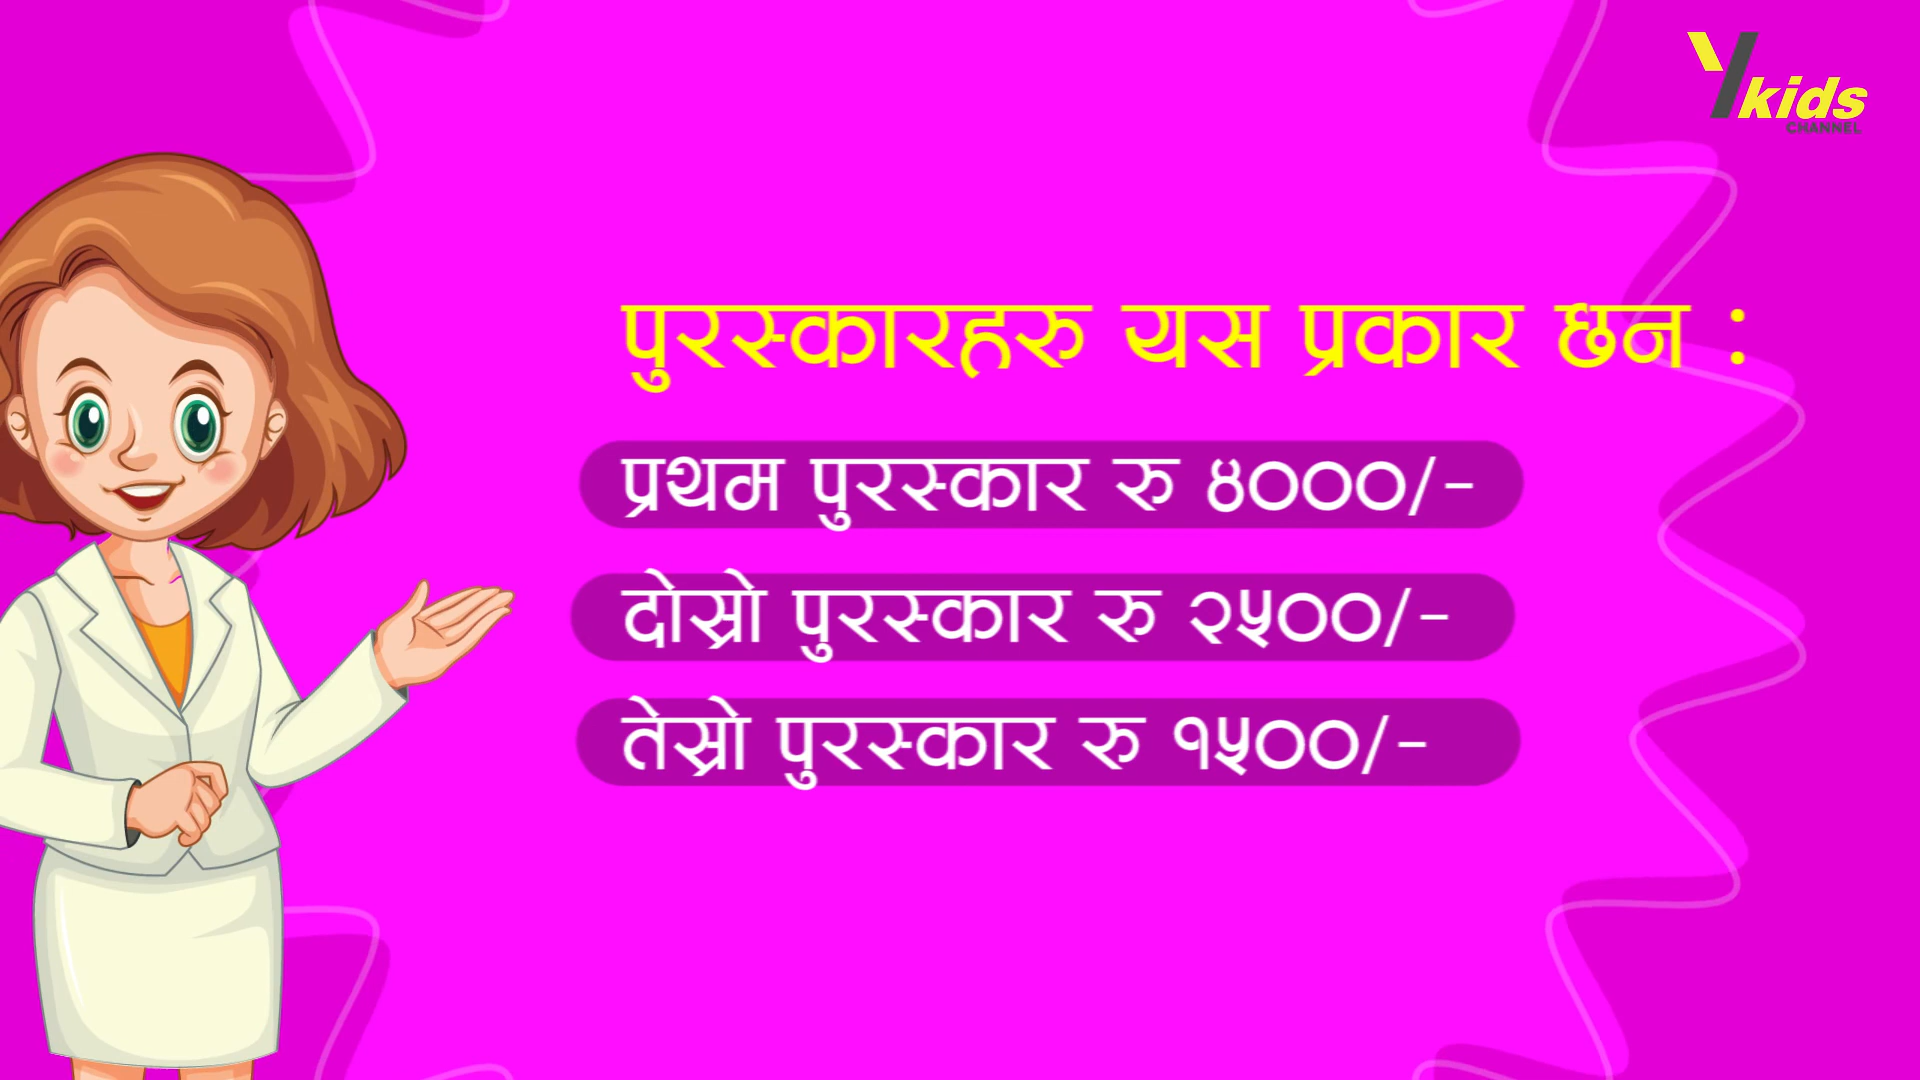 Y kids
CHANNEL
पुरस्कारहरु यस प्रकार छन :
प्रथम पुरस्कार रु ४०००/-
दोस्रो पुरस्कार रु २५००/-
तेस्रो पुरस्कार रु १५००/-